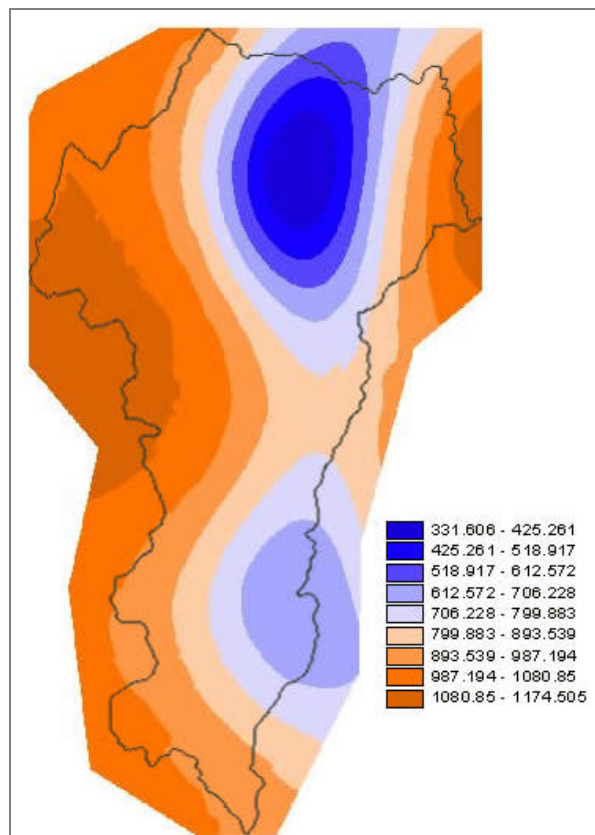 331.606 - 425.261
425.261 - 518.917
518.917 - 612.572
612.572 - 706.228
706.228 - 799.883
799.883 - 893.539
893.539 - 987.194
987.194 - 1080.85
1080.85 - 1174.505